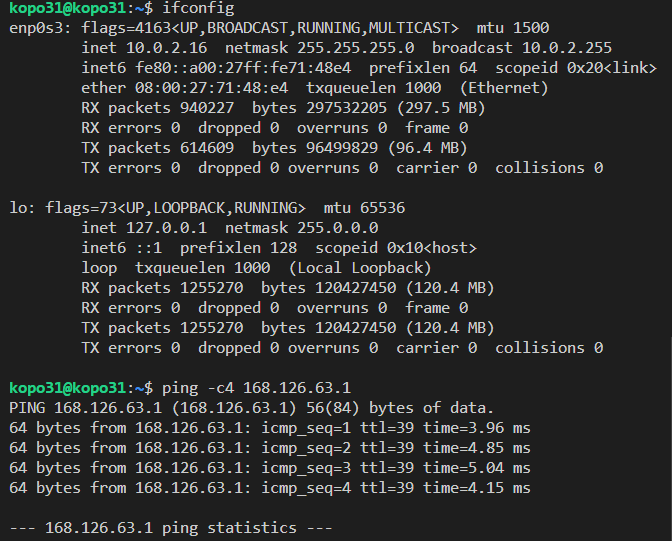 kopo31@kopo31:~$ ifconfig
enp0s3: flags=4163<UP,BROADCAST,RUNNING,MULTICAST>  mtu 1500
        inet 10.0.2.16  netmask 255.255.255.0  broadcast 10.0.2.255
        inet6 fe80::a00:27ff:fe71:48e4  prefixlen 64  scopeid 0x20<link>
        ether 08:00:27:71:48:e4  txqueuelen 1000  (Ethernet)
        RX packets 940227  bytes 297532205 (297.5 MB)
        RX errors 0  dropped 0  overruns 0  frame 0
        TX packets 614609  bytes 96499829 (96.4 MB)
        TX errors 0  dropped 0 overruns 0  carrier 0  collisions 0

lo: flags=73<UP,LOOPBACK,RUNNING>  mtu 65536
        inet 127.0.0.1  netmask 255.0.0.0
        inet6 ::1  prefixlen 128  scopeid 0x10<host>
        loop  txqueuelen 1000  (Local Loopback)
        RX packets 1255270  bytes 120427450 (120.4 MB)
        RX errors 0  dropped 0  overruns 0  frame 0
        TX packets 1255270  bytes 120427450 (120.4 MB)
        TX errors 0  dropped 0 overruns 0  carrier 0  collisions 0

kopo31@kopo31:~$ ping -c4 168.126.63.1
PING 168.126.63.1 (168.126.63.1) 56(84) bytes of data.
64 bytes from 168.126.63.1: icmp_seq=1 ttl=39 time=3.96 ms
64 bytes from 168.126.63.1: icmp_seq=2 ttl=39 time=4.85 ms
64 bytes from 168.126.63.1: icmp_seq=3 ttl=39 time=5.04 ms
64 bytes from 168.126.63.1: icmp_seq=4 ttl=39 time=4.15 ms

--- 168.126.63.1 ping statistics ---